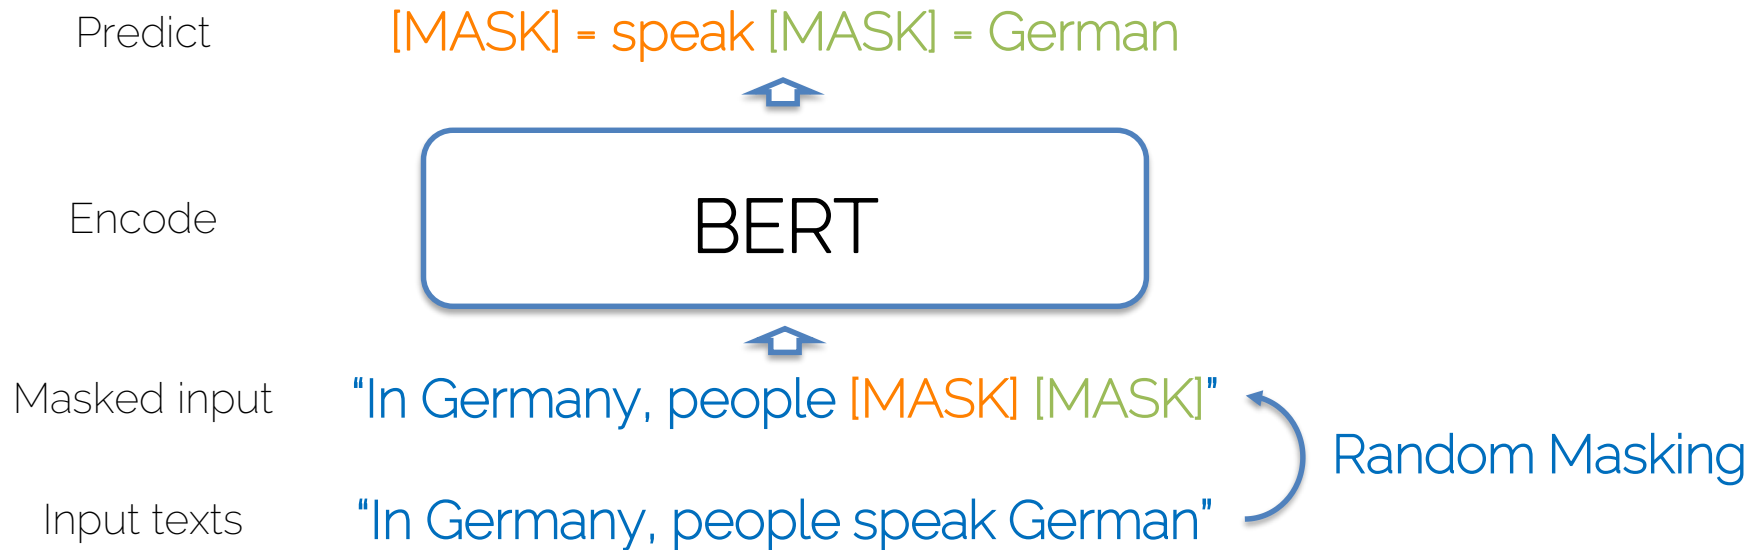 Predict [MASK] = speak [MASK] = German
Encode BERT
Masked input “In Germany, people [MASK] [MASK]”
Random Masking
Input texts “In Germany, people speak German”